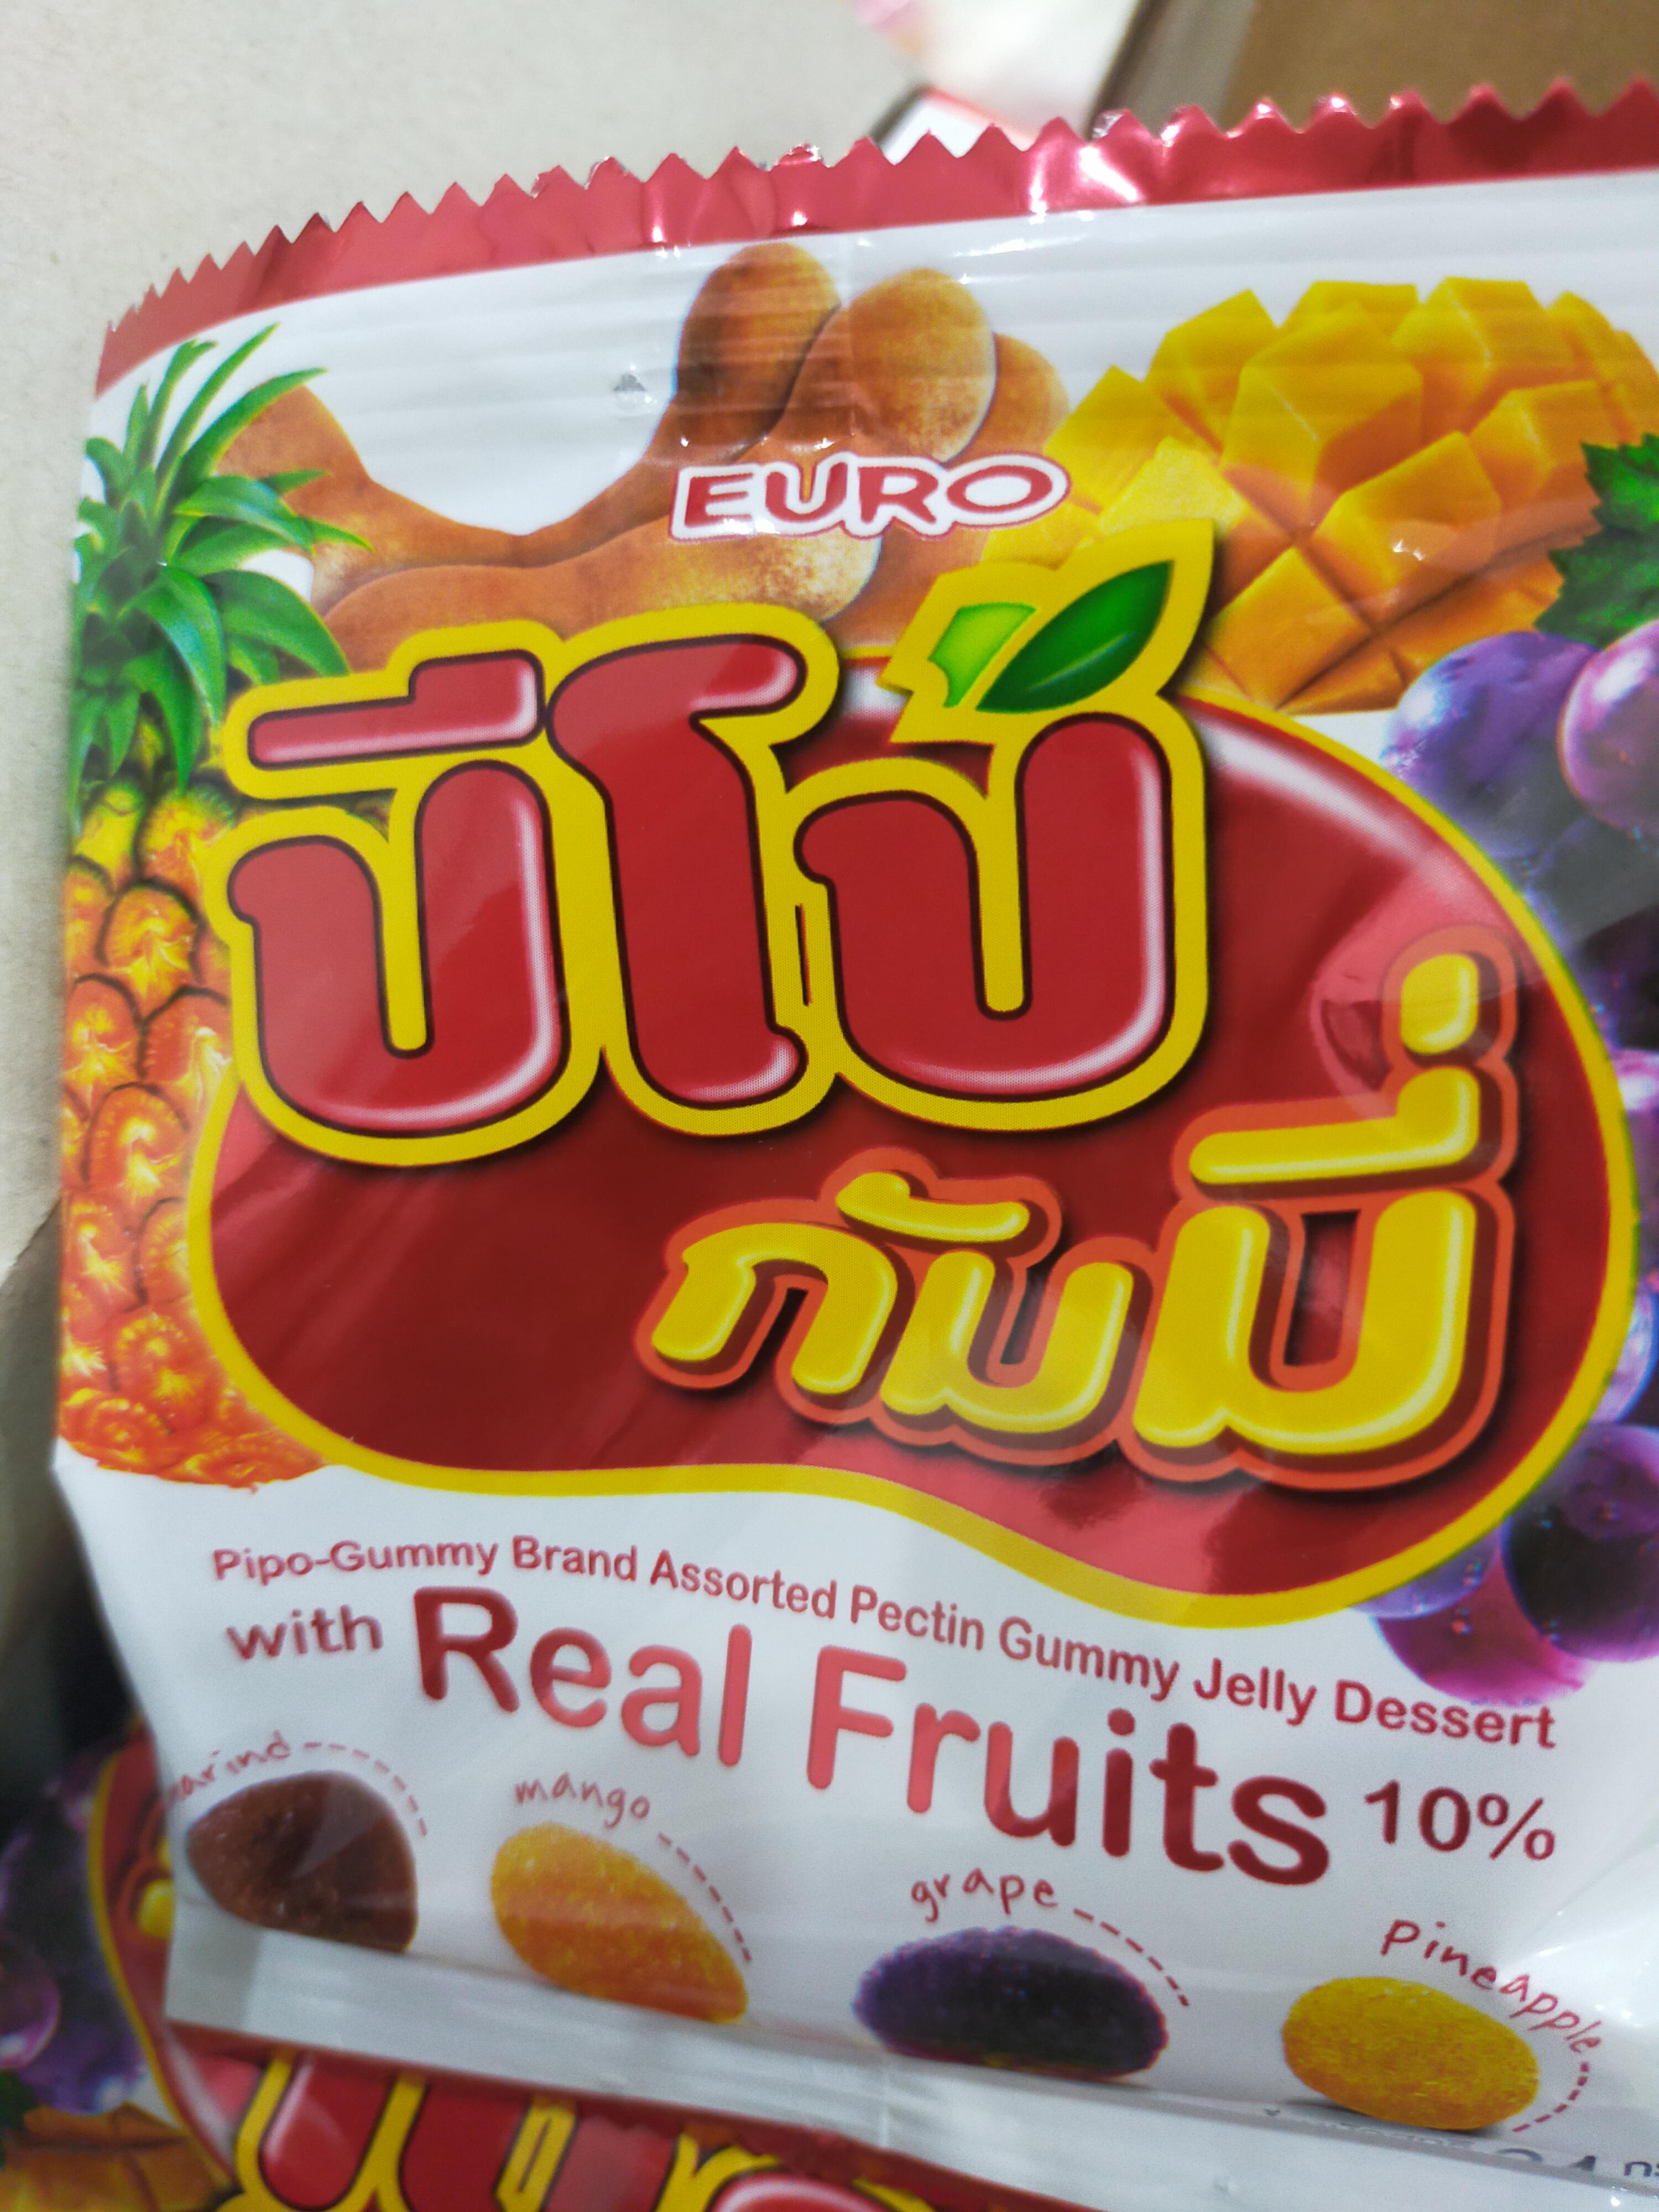 EURO
ปีโป้
กัมมี่
Pipo-Gummy Brand Assorted Pectin Gummy Jelly Dessert
with Real Fruits 10%
mango
grape
pineapple